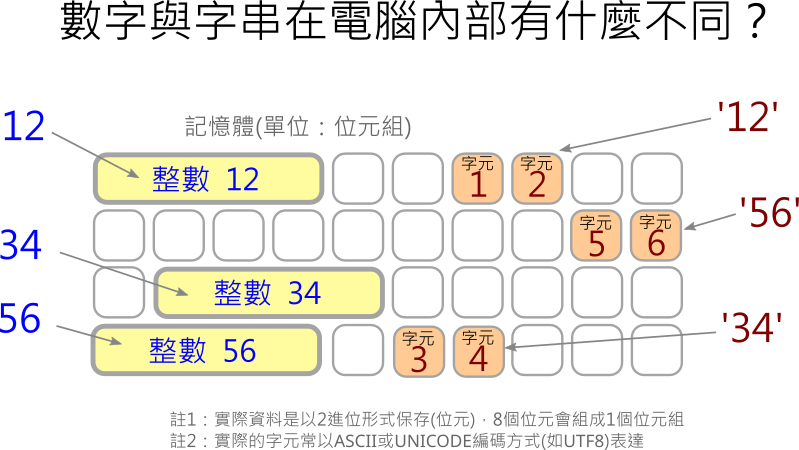 數字與字串在電腦內部有什麼不同？
記憶體(單位：位元組)
12
'12'
整數 12
字元
1
字元
2
'56'
字元
5
字元
6
34
整數 34
56
整數 56
字元
3
字元
4
'34'
註1：實際資料是以2進位形式保存(位元)，8個位元會組成1個位元組
註2：實際的字元常以ASCII或UNICODE編碼方式(如UTF8)表達